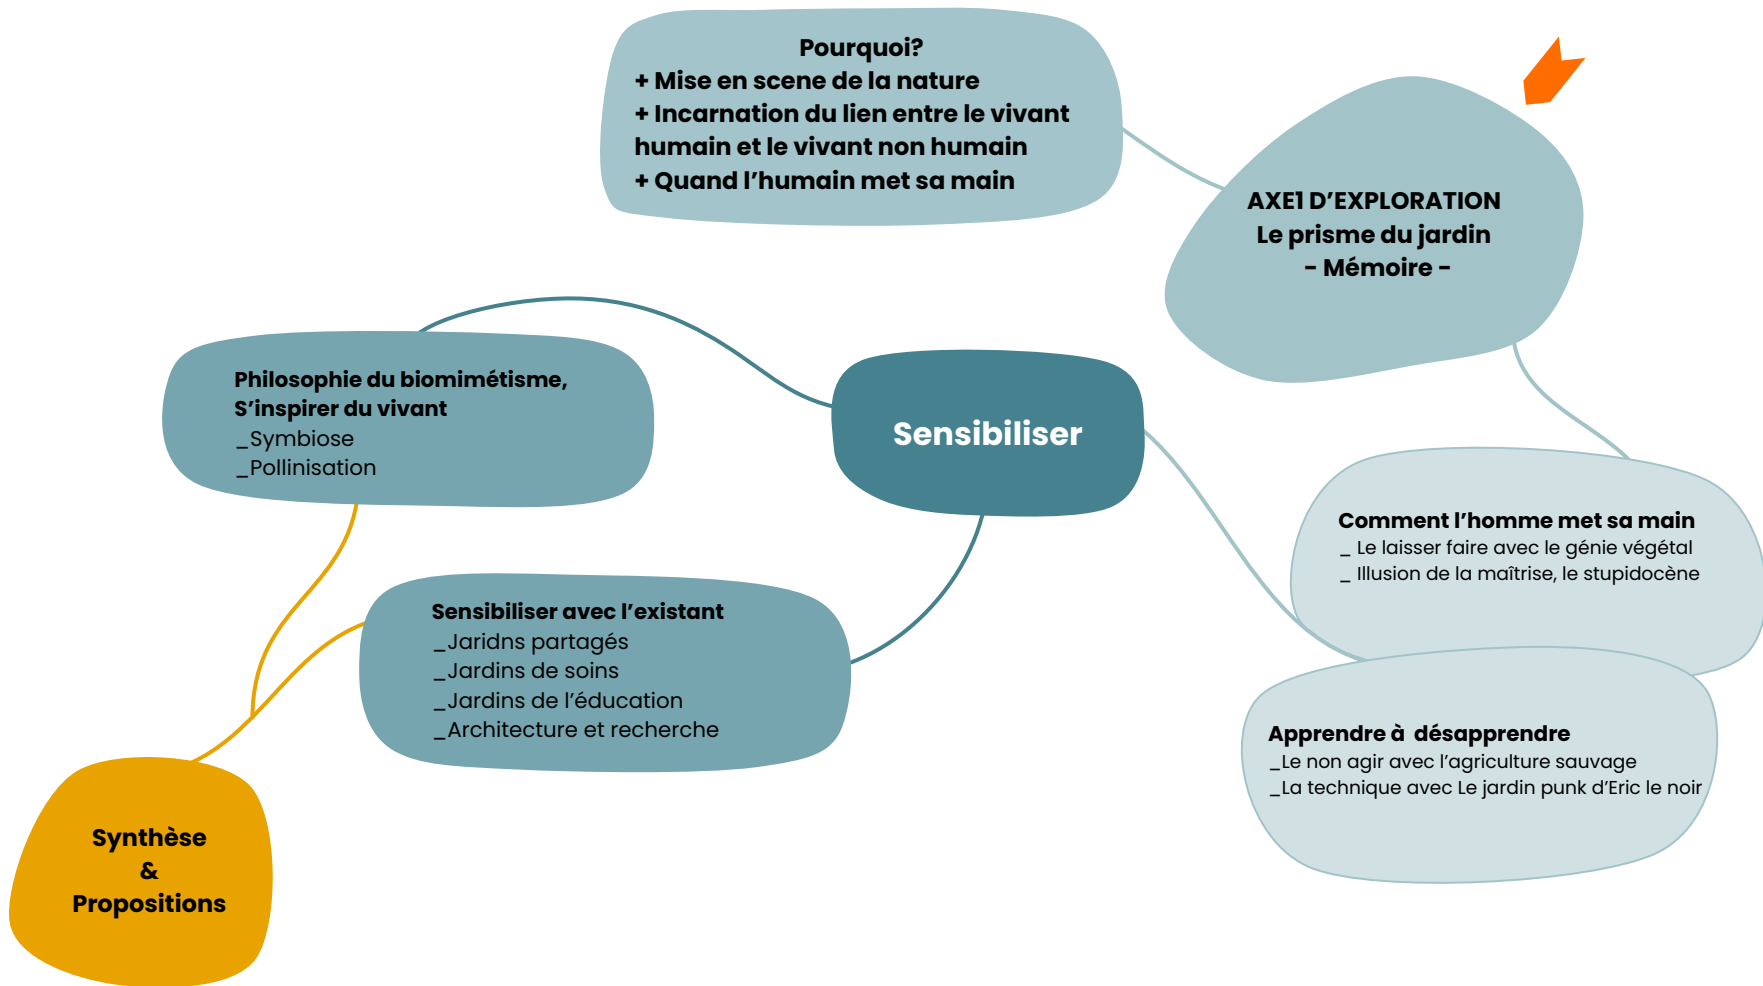 Pourquoi?
+ Mise en scene de la nature
+ Incarnation du lien entre le vivant
humain et le vivant non humain
+ Quand l’humain met sa main
AXE1 D’EXPLORATION
Le prisme du jardin
- Mémoire -
Philosophie du biomimétisme,
S’inspirer du vivant
_Symbiose
_Pollinisation
Sensibiliser
Comment l’homme met sa main
_ Le laisser faire avec le génie végétal
_ Illusion de la maîtrise, le stupidocène
Sensibiliser avec l’existant
_Jaridns partagés
_Jardins de soins
_Jardins de l’éducation
_Architecture et recherche
Apprendre à  désapprendre
_Le non agir avec l’agriculture sauvage
_La technique avec Le jardin punk d’Eric le noir
Synthèse
&
Propositions